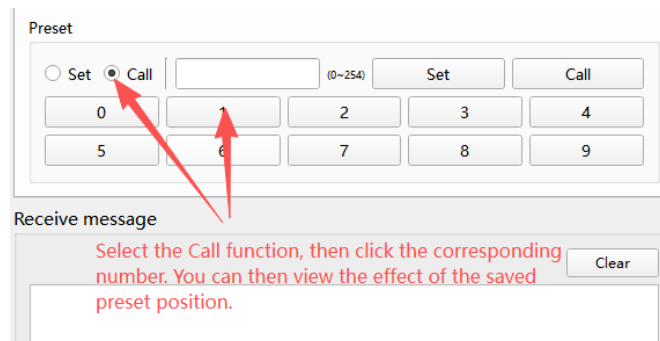 Preset
Set Call (0~254) Set Call
0 1 2 3 4
5 6 7 8 9
Receive message
Select the Call function, then click the corresponding
number. You can then view the effect of the saved
preset position.
Clear